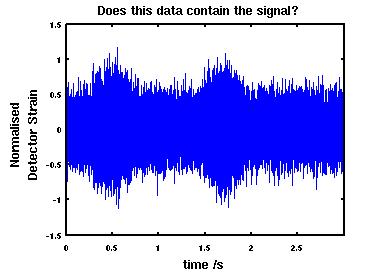 Does this data contain the signal?
1.5
1
0.5
0
-0.5
-1
-1.5
Normalised
Detector Strain
0 0.5 1 1.5 2 2.5
time /s